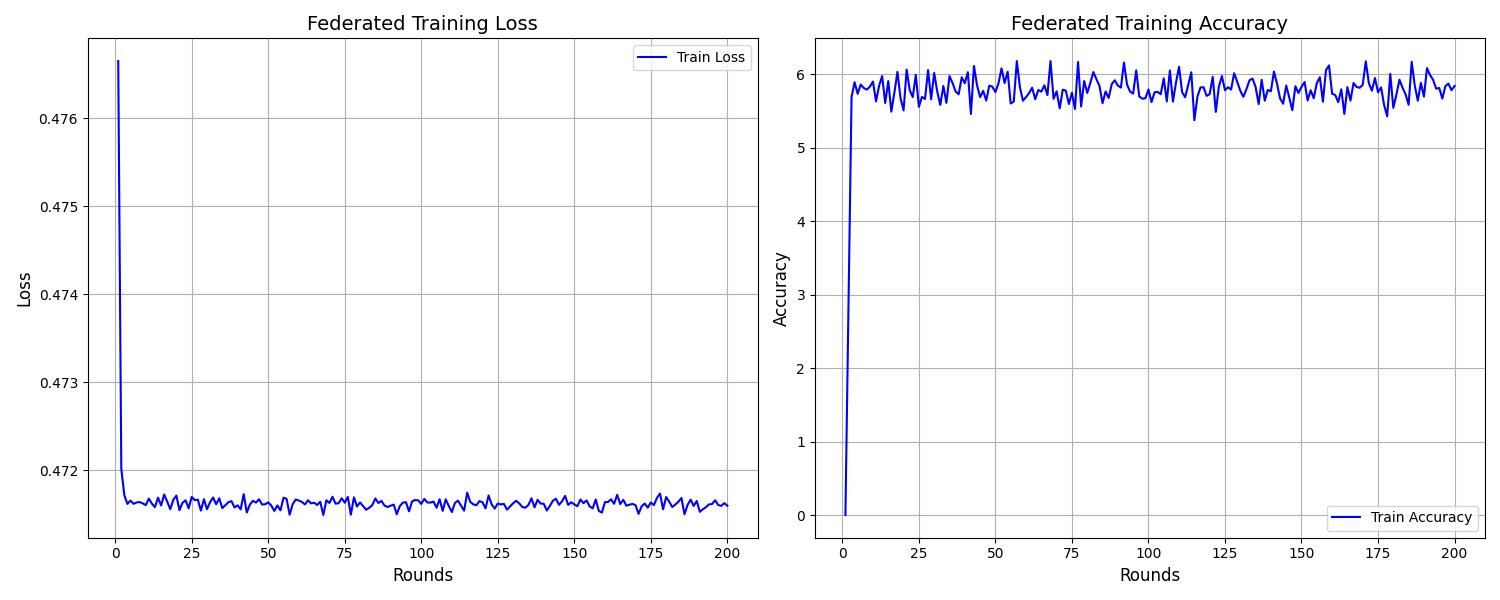 Federated Training Loss
Train Loss
0.476
0.475
0.474
0.473
0.472
Loss
0 25 50 75 100 125 150 175 200
Rounds
Federated Training Accuracy
6
5
4
3
2
1
0
Accuracy
Train Accuracy
0 25 50 75 100 125 150 175 200
Rounds